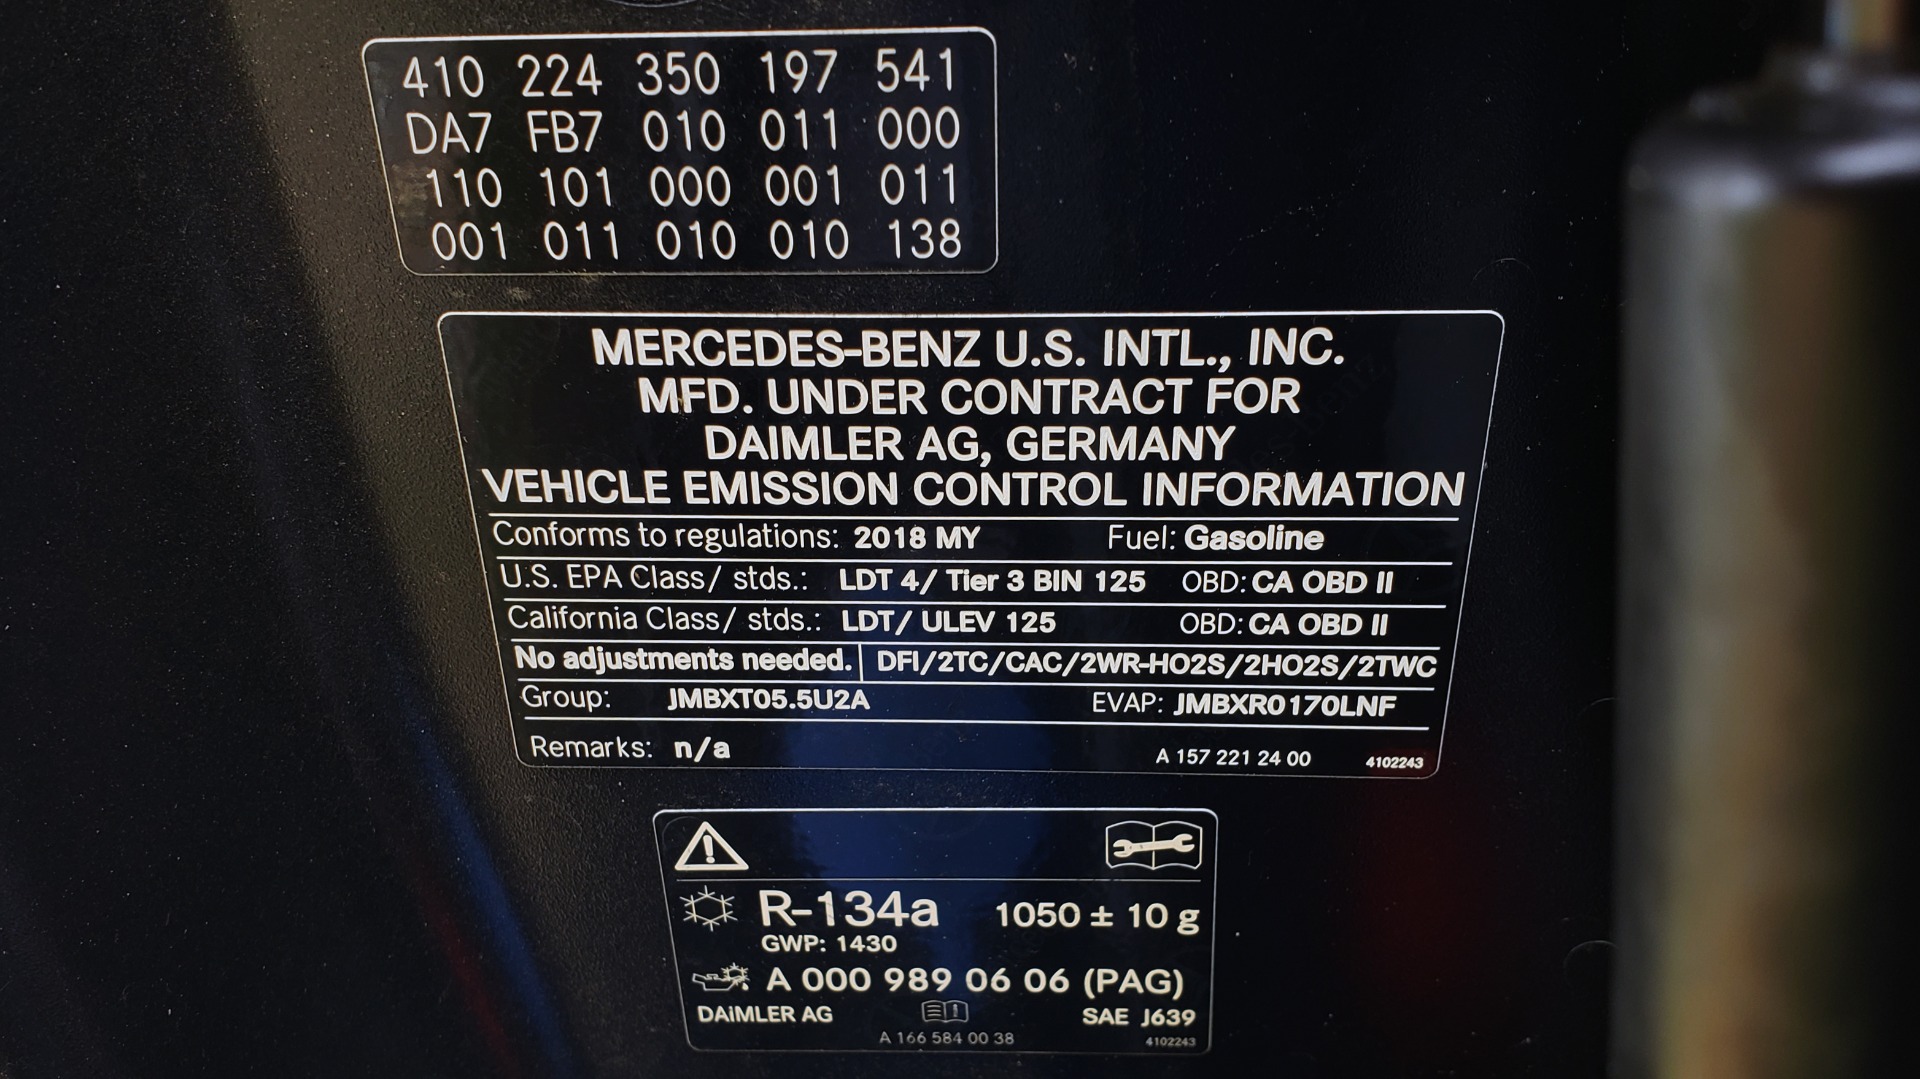 410 224 350 197 541
DA7 FB7 010 011 000
110 101 000 001 011
001 011 010 010 138
MERCEDES-BENZ U.S. INTL., INC.
MFD. UNDER CONTRACT FOR
DAIMLER AG, GERMANY
VEHICLE EMISSION CONTROL INFORMATION
Conforms to regulations: 2018 MY Fuel: Gasoline
U.S. EPA Class/ stds.: LDT 4/ Tier 3 BIN 125 OBD: CA OBD II
California Class/ stds.: LDT/ ULEV 125 OBD: CA OBD II
No adjustments needed. DFI/2TC/CAC/2WR-HO2S/2HO2S/2TWC
Group: JMBXT05.5U2A EVAP: JMBXR0170LNF
Remarks: n/a A 157 221 24 00 4102243
R-134a 1050 ± 10 g
GWP: 1430
A 000 989 06 06 (PAG)
DAIMLER AG SAE J639
A 166 584 00 38 4102243